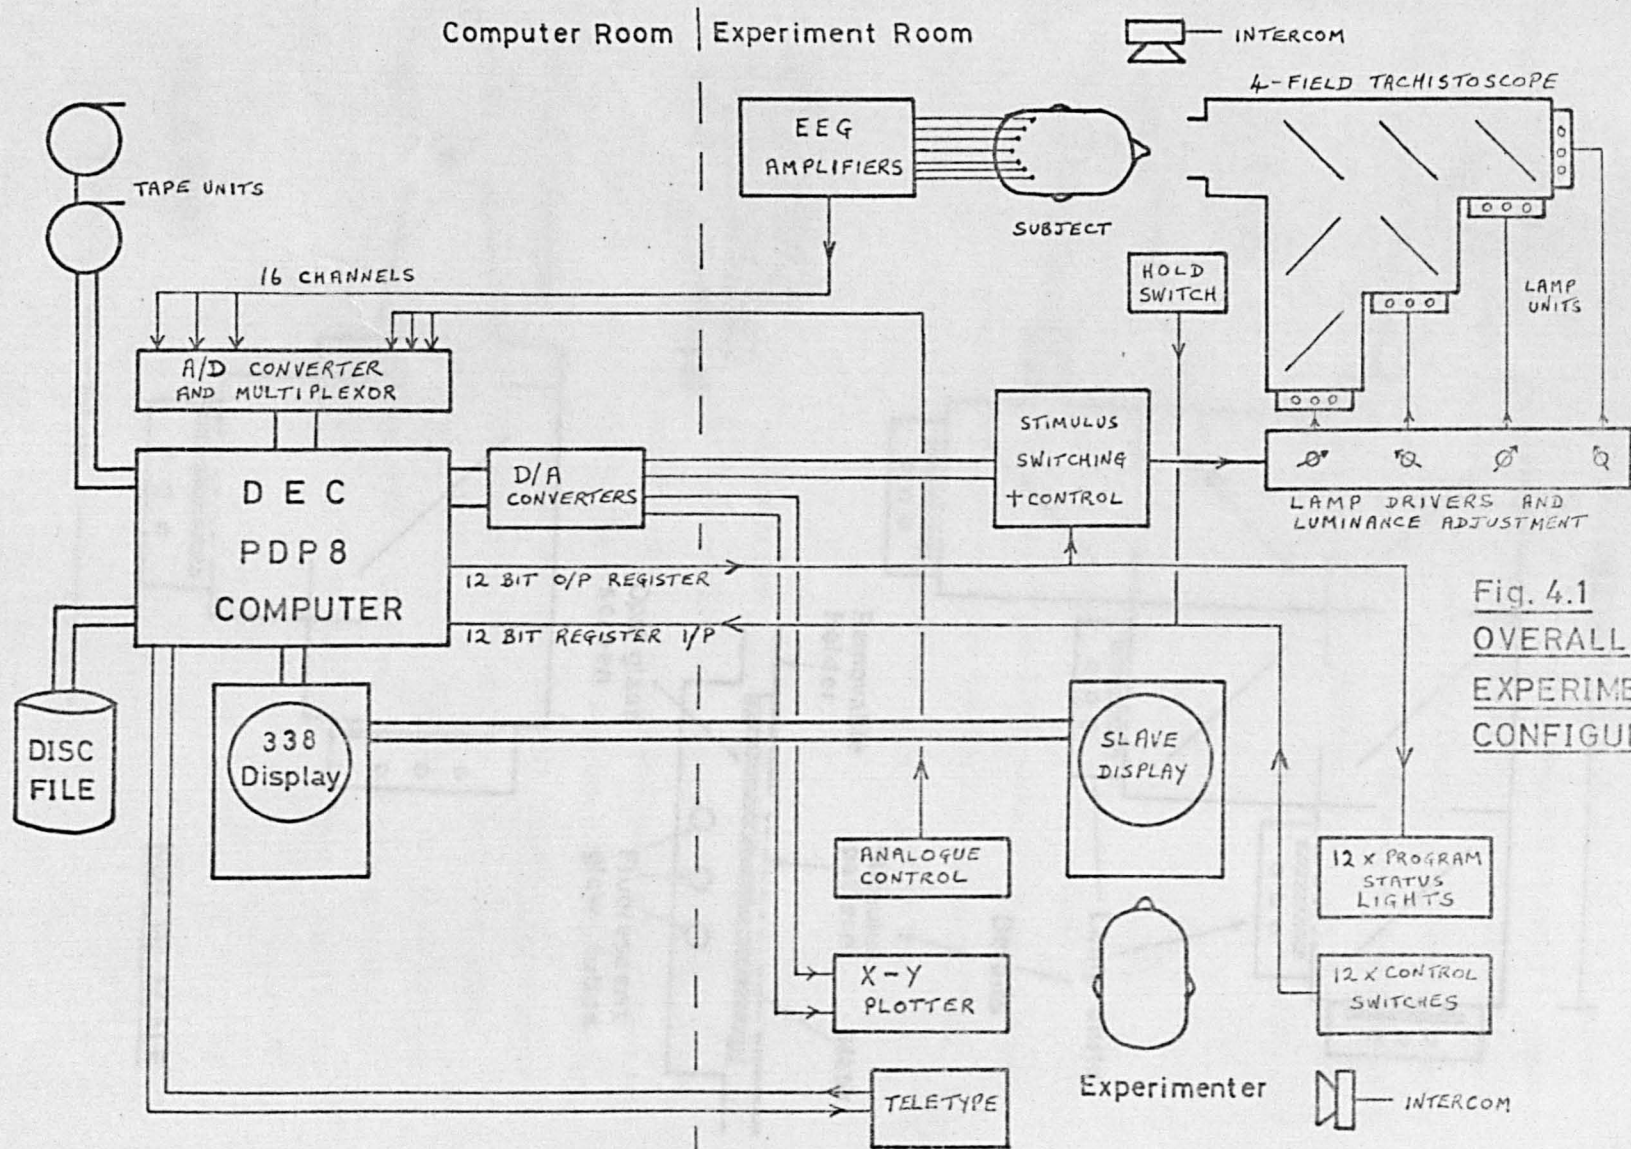 Computer Room
Experiment Room
INTERCOM
4-FIELD TACHISTOSCOPE
EEG
AMPLIFIERS
TAPE UNITS
SUBJECT
16 CHANNELS
HOLD
SWITCH
LAMP
UNITS
A/D CONVERTER
AND MULTIPLEXOR
STIMULUS
SWITCHING
+ CONTROL
DEC
PDP8
COMPUTER
D/A
CONVERTERS
LAMP DRIVERS AND
LUMINANCE ADJUSTMENT
12 BIT O/P REGISTER
12 BIT REGISTER I/P
Fig. 4.1
OVERALL
EXPERIME
CONFIGU
DISC
FILE
338
Display
SLAVE
DISPLAY
ANALOGUE
CONTROL
12 x PROGRAM
STATUS
LIGHTS
X-Y
PLOTTER
12 x CONTROL
SWITCHES
Experimenter
TELETYPE
INTERCOM